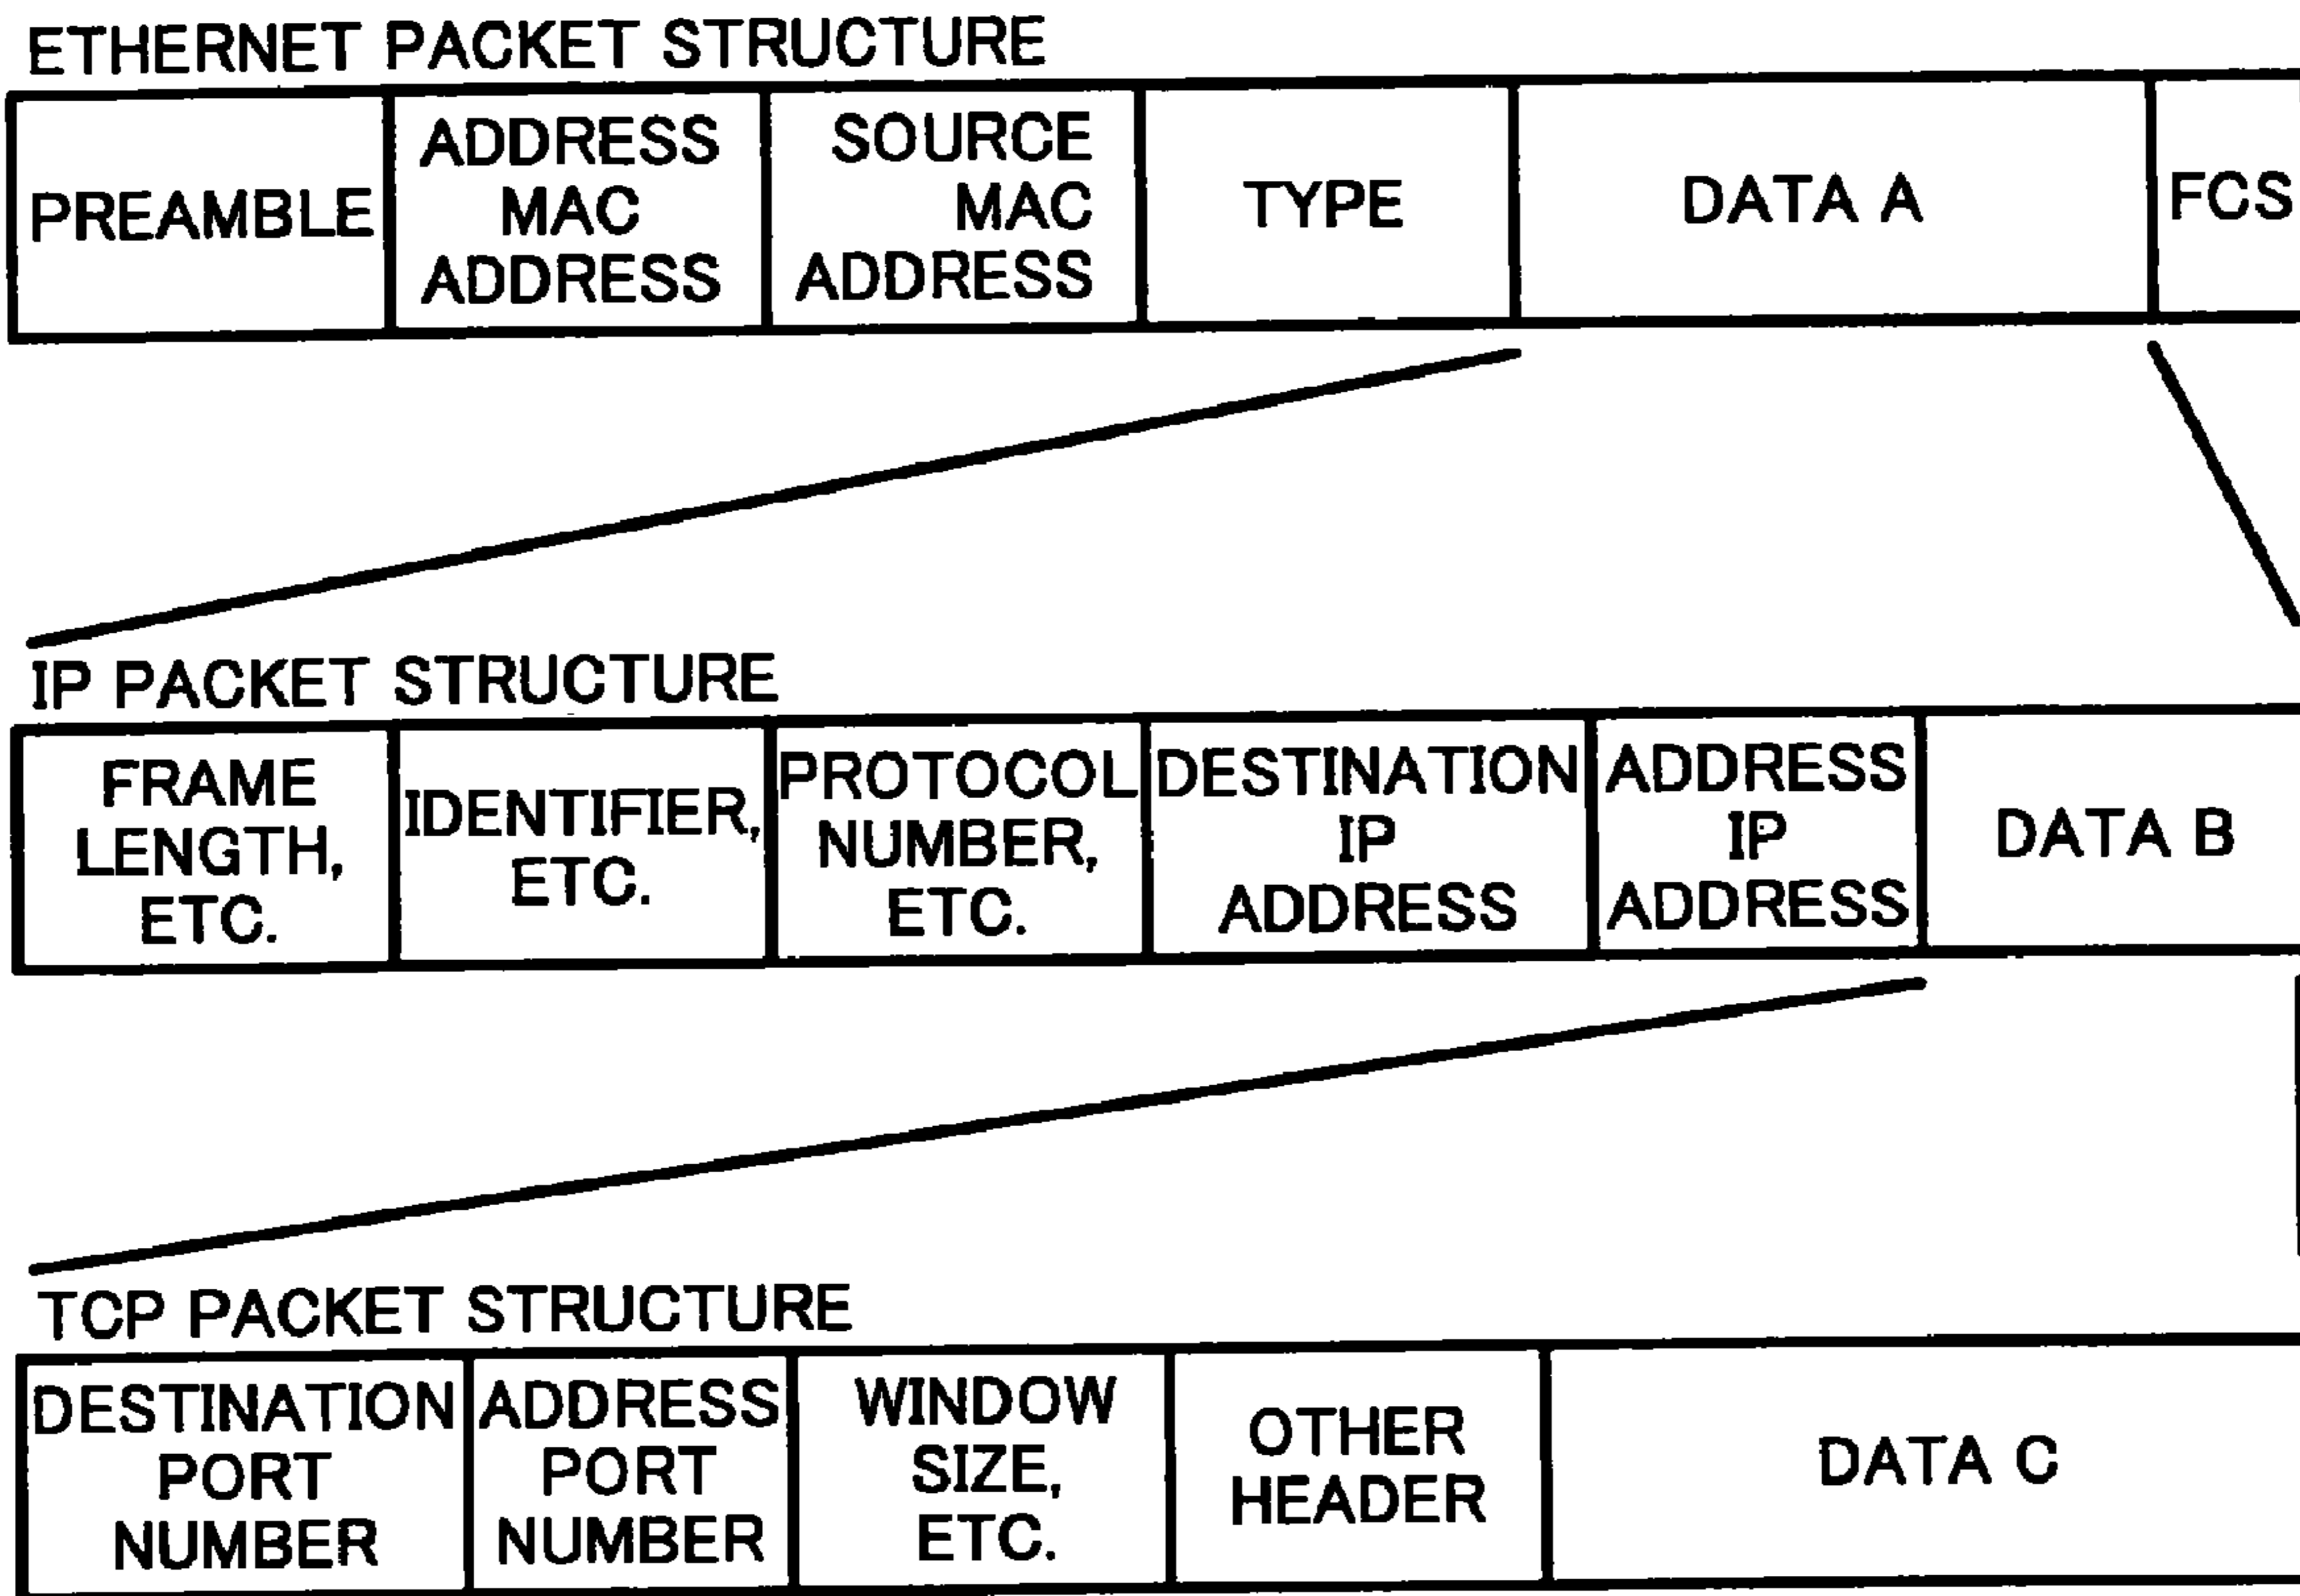 ETHERNET PACKET STRUCTURE
PREAMBLE
ADDRESS
MAC
ADDRESS
SOURCE
MAC
ADDRESS
TYPE
DATA A
FCS
IP PACKET STRUCTURE
FRAME
LENGTH,
ETC.
IDENTIFIER,
ETC.
PROTOCOL
NUMBER,
ETC.
DESTINATION
IP
ADDRESS
ADDRESS
IP
ADDRESS
DATA B
TCP PACKET STRUCTURE
DESTINATION
PORT
NUMBER
ADDRESS
PORT
NUMBER
WINDOW
SIZE,
ETC.
OTHER
HEADER
DATA C